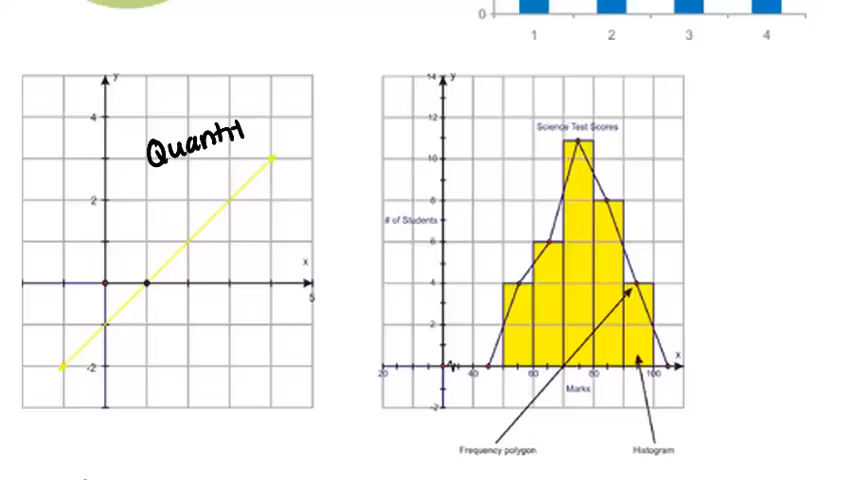 0
1 2 3 4
y
4
Quanti
2
x
5
-2
14
y
12
Science Test Scores
10
8
# of Students
6
4
2
x
20 40 60 80 100
Marks
-2
Frequency polygon
Histogram